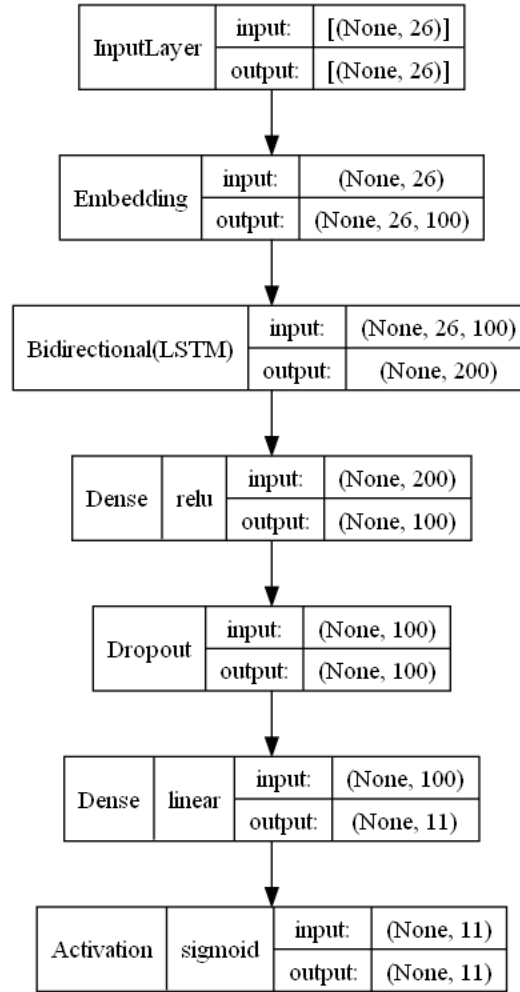 InputLayer input: [(None, 26)]
output: [(None, 26)]
Embedding input: (None, 26)
output: (None, 26, 100)
Bidirectional(LSTM) input: (None, 26, 100)
output: (None, 200)
Dense relu input: (None, 200)
output: (None, 100)
Dropout input: (None, 100)
output: (None, 100)
Dense linear input: (None, 100)
output: (None, 11)
Activation sigmoid input: (None, 11)
output: (None, 11)